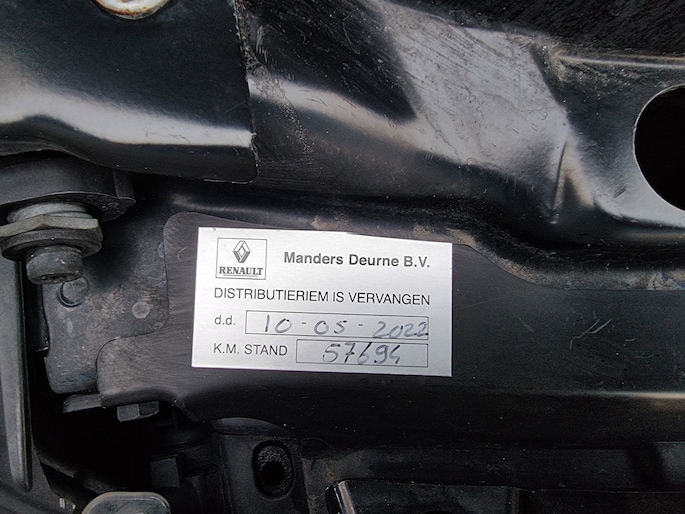 RENAULT
Manders Deurne B.V.
DISTRIBUTIERIEM IS VERVANGEN
d.d. 10-05-2022
K.M. STAND 57694